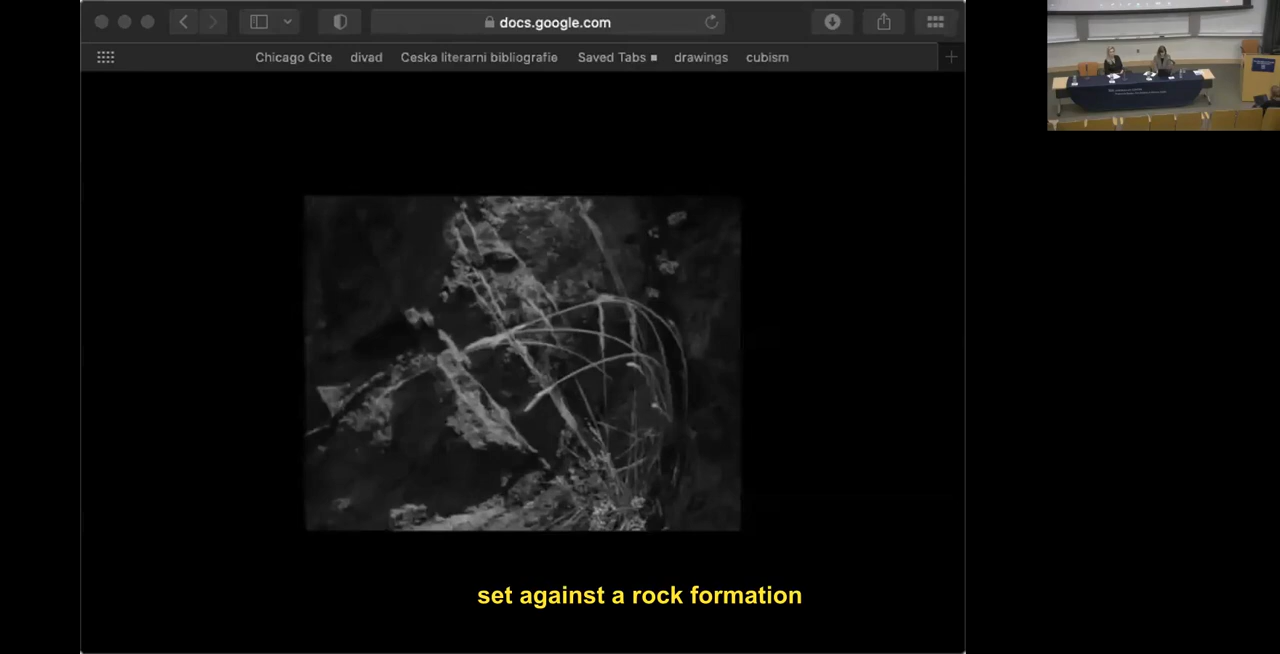 docs.google.com
Chicago Cite divad Ceska literarni bibliografie Saved Tabs drawings cubism
set against a rock formation